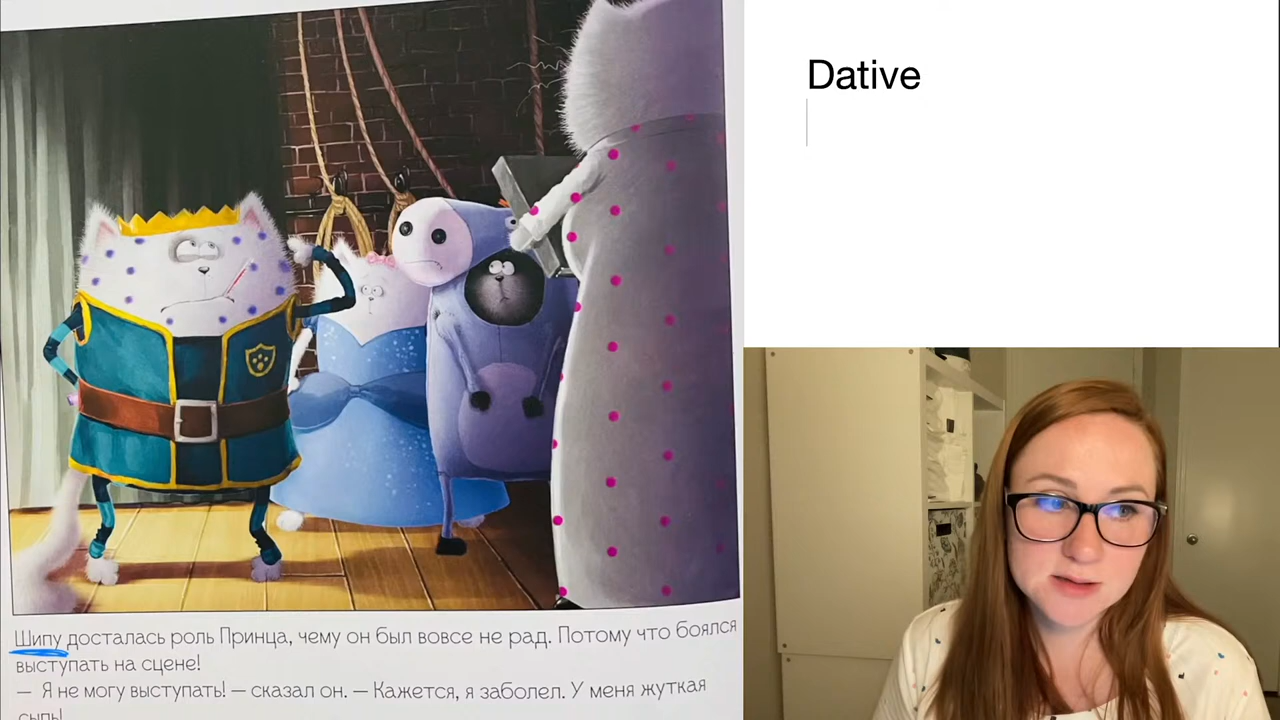 Dative
Шипу досталась роль Принца, чему он был вовсе не рад. Потому что боялся
выступать на сцене!
— Я не могу выступать! — сказал он. — Кажется, я заболел. У меня жуткая
сыпь!